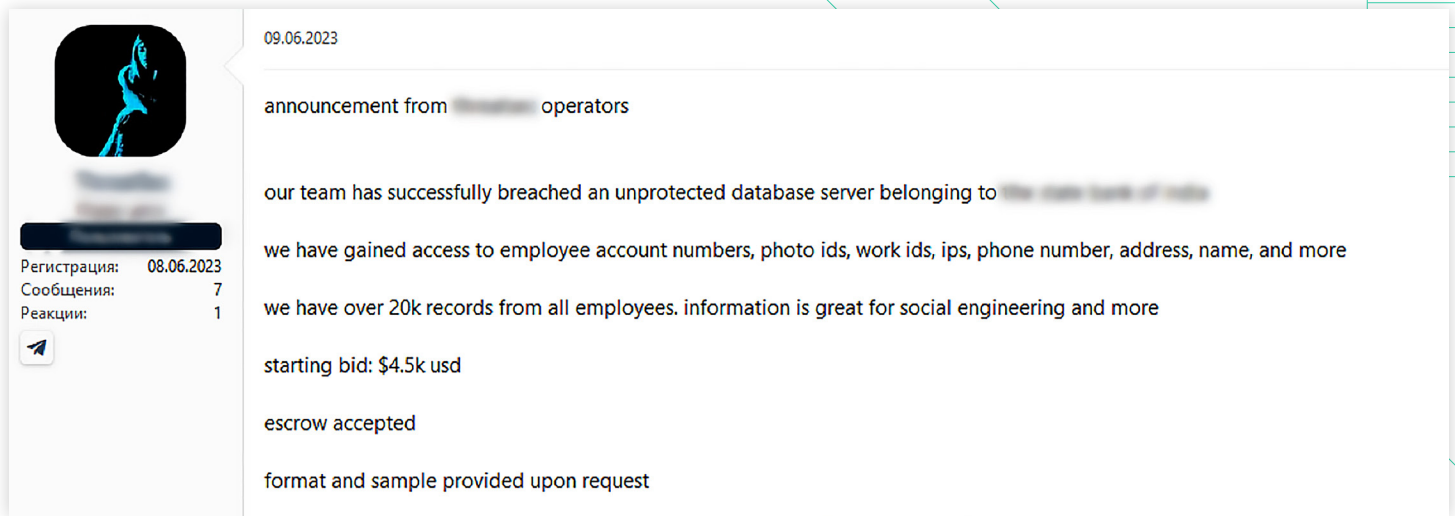 09.06.2023
announcement from operators
our team has successfully breached an unprotected database server belonging to
we have gained access to employee account numbers, photo ids, work ids, ips, phone number, address, name, and more
we have over 20k records from all employees. information is great for social engineering and more
starting bid: $4.5k usd
escrow accepted
format and sample provided upon request
Регистрация: 08.06.2023
Сообщения: 7
Реакции: 1